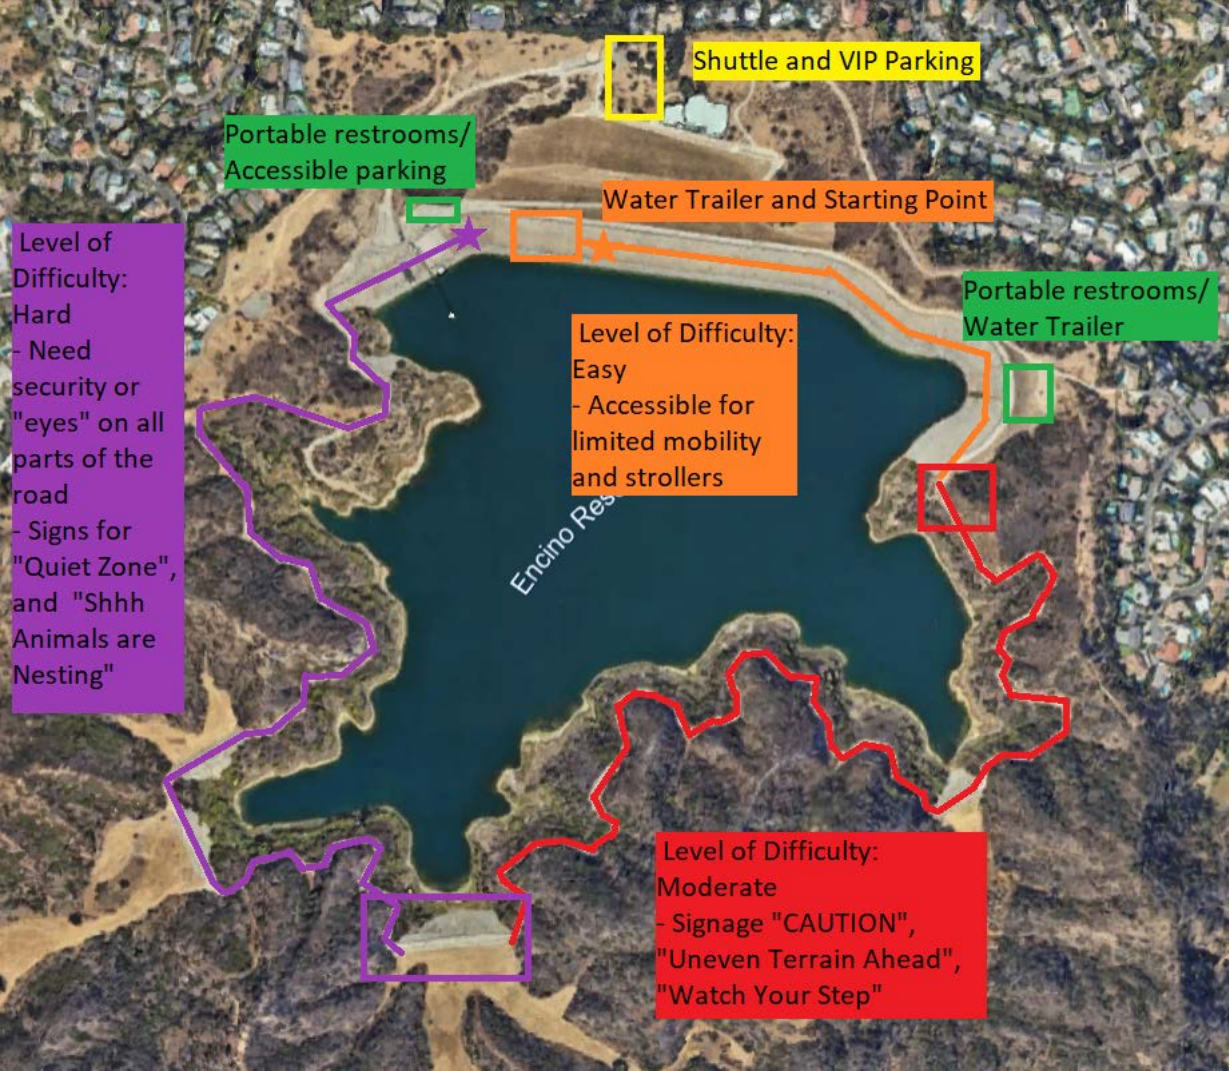 Shuttle and VIP Parking
Portable restrooms/
Accessible parking
Water Trailer and Starting Point
Level of
Difficulty:
Hard
- Need
security or
"eyes" on all
parts of the
road
- Signs for
"Quiet Zone",
and "Shhh
Animals are
Nesting"
Portable restrooms/
Water Trailer
Level of Difficulty:
Easy
- Accessible for
limited mobility
and strollers
Encino
Level of Difficulty:
Moderate
- Signage "CAUTION",
"Uneven Terrain Ahead",
"Watch Your Step"